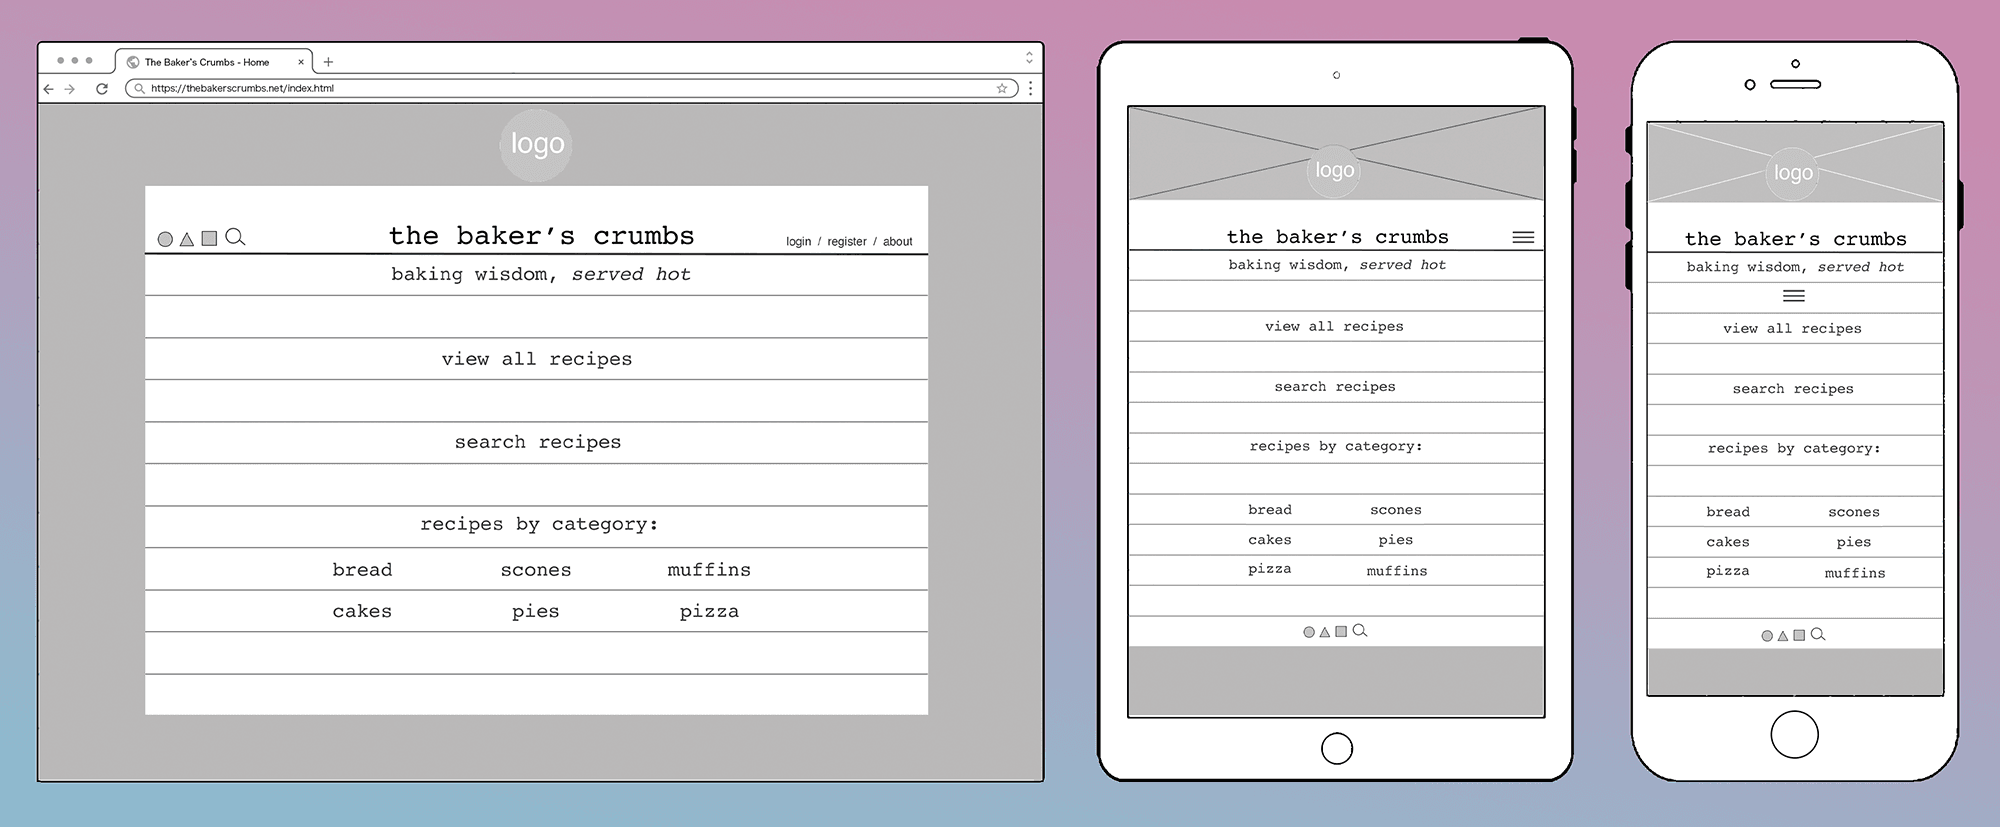 The Baker's Crumbs - Home
https://thebakerscrumbs.net/index.html
logo
the baker's crumbs
login / register / about
baking wisdom, served hot
view all recipes
search recipes
recipes by category:
bread scones muffins
cakes pies pizza
logo
the baker's crumbs
baking wisdom, served hot
view all recipes
search recipes
recipes by category:
bread scones
cakes pies
pizza muffins
logo
the baker's crumbs
baking wisdom, served hot
view all recipes
search recipes
recipes by category:
bread scones
cakes pies
pizza muffins